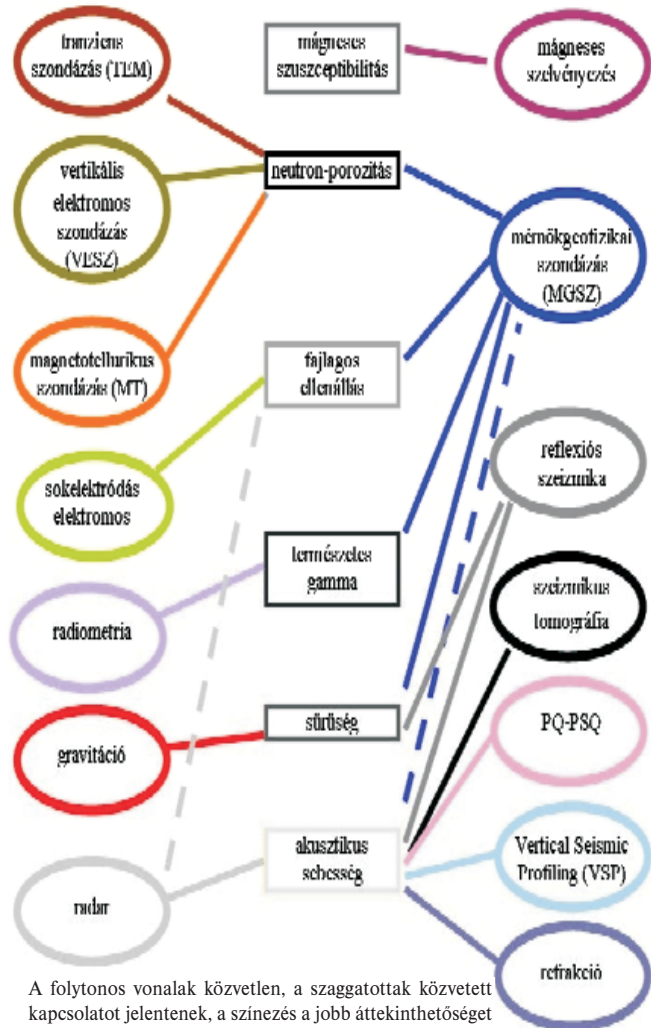 tranziens
szondázás (TEM)
mágneses
szuszceptibilitás
mágneses
szelvényezés
vertikális
elektromos
szondázás
(VESZ)
neutron-porozitás
mérnökgeofizikai
szondázás
(MGSZ)
magnetotellurikus
szondázás (MT)
fajlagos
ellenállás
reflexiós
szeizmika
sokelektródás
elektromos
természetes
gamma
szeizmikus
tomográfia
radiometria
sűrűség
PQ-PSQ
gravitáció
akusztikus
sebesség
Vertical Seismic
Profiling (VSP)
radar
refrakció
A folytonos vonalak közvetlen, a szaggatottak közvetett
kapcsolatot jelentenek, a színezés a jobb áttekinthetőséget